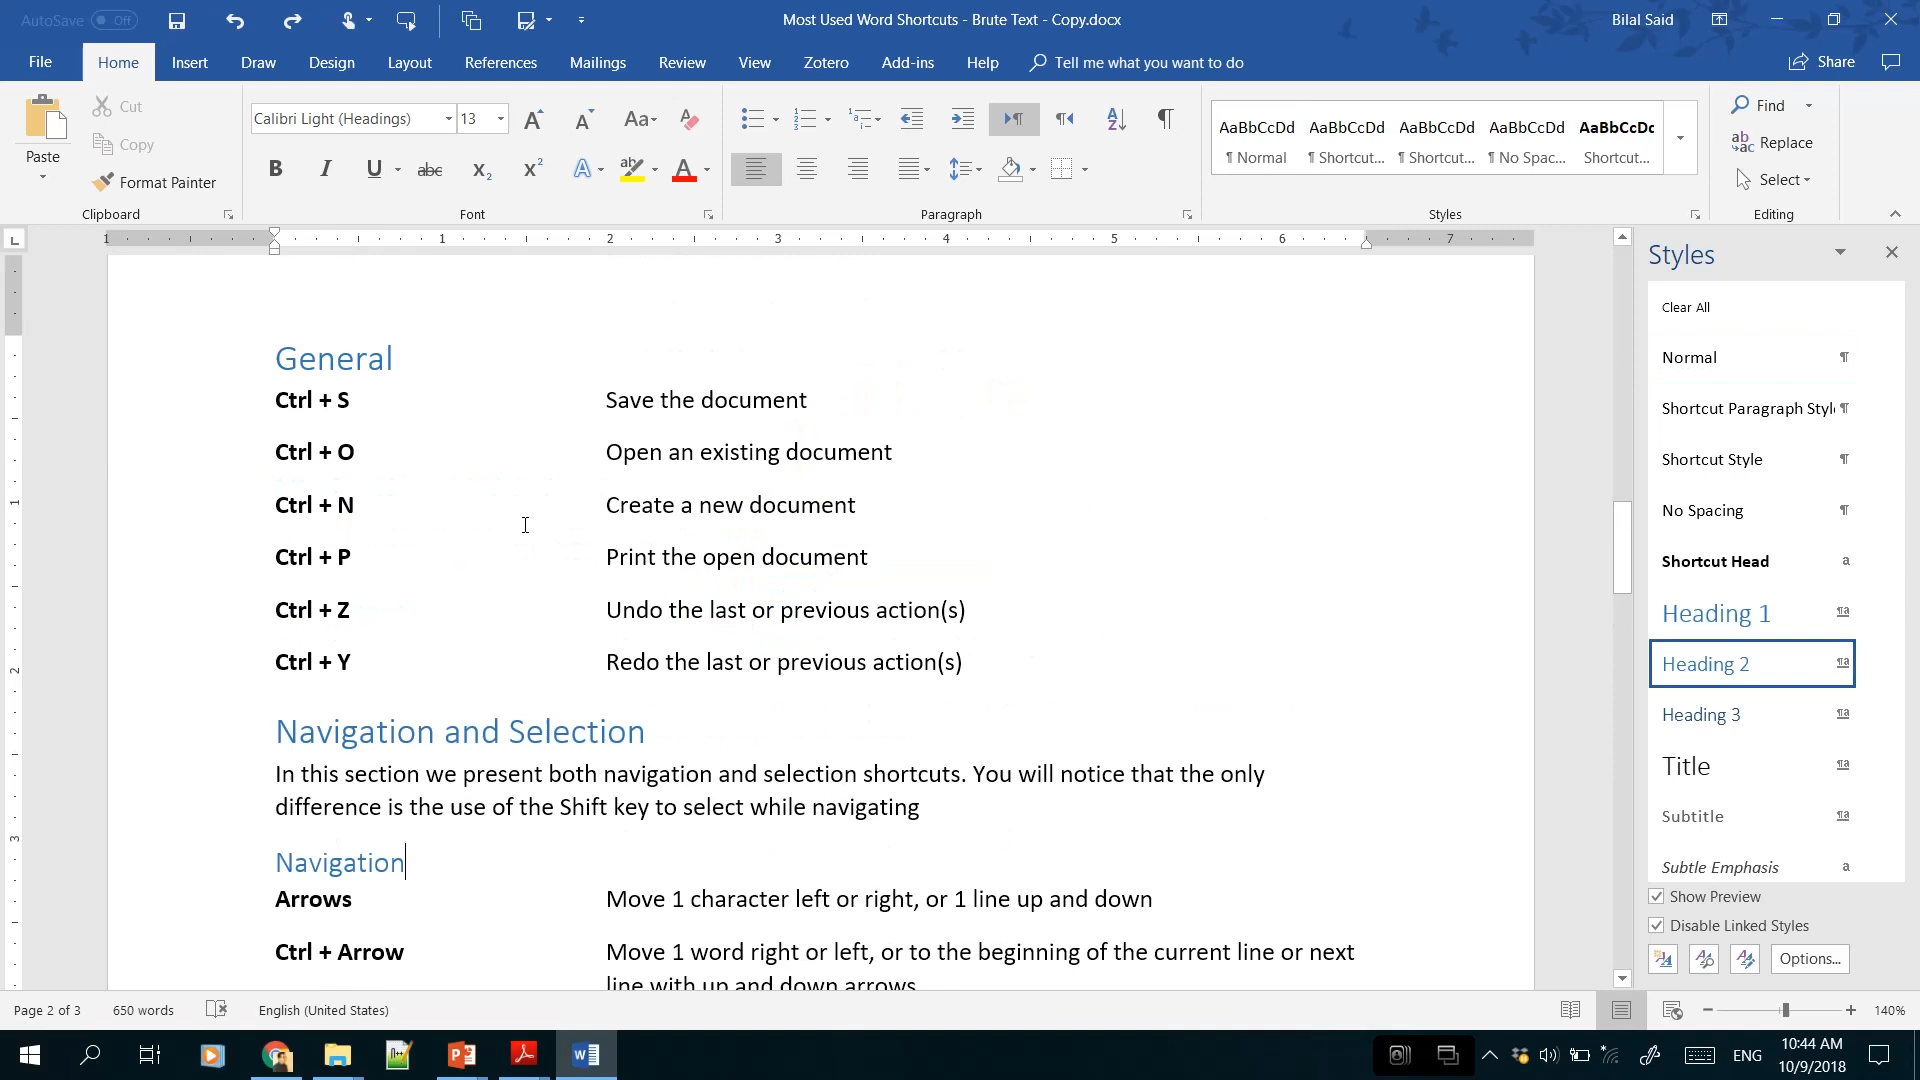 AutoSave Off
Most Used Word Shortcuts - Brute Text - Copy.docx
Bilal Said
File Home Insert Draw Design Layout References Mailings Review View Zotero Add-ins Help Tell me what you want to do Share
Paste
Cut
Copy
Format Painter
Clipboard
Calibri Light (Headings) 13
Font
Paragraph
AaBbCcDd AaBbCcDd AaBbCcDd AaBbCcDd AaBbCcDc
¶ Normal ¶ Shortcut... ¶ Shortcut... ¶ No Spac... Shortcut...
Styles
Find
Replace
Select
Editing
1 1 2 3 4 5 6 7
General
Ctrl + S Save the document
Ctrl + O Open an existing document
Ctrl + N Create a new document
Ctrl + P Print the open document
Ctrl + Z Undo the last or previous action(s)
Ctrl + Y Redo the last or previous action(s)
Navigation and Selection
In this section we present both navigation and selection shortcuts. You will notice that the only
difference is the use of the Shift key to select while navigating
Navigation
Arrows Move 1 character left or right, or 1 line up and down
Ctrl + Arrow Move 1 word right or left, or to the beginning of the current line or next
line with up and down arrows
1
2
3
Styles
Clear All
Normal ¶
Shortcut Paragraph Styl ¶
Shortcut Style ¶
No Spacing ¶
Shortcut Head a
Heading 1 ¶a
Heading 2 ¶a
Heading 3 ¶a
Title ¶a
Subtitle ¶a
Subtle Emphasis a
Show Preview
Disable Linked Styles
Options...
Page 2 of 3 650 words English (United States) 140%
ENG
10:44 AM
10/9/2018